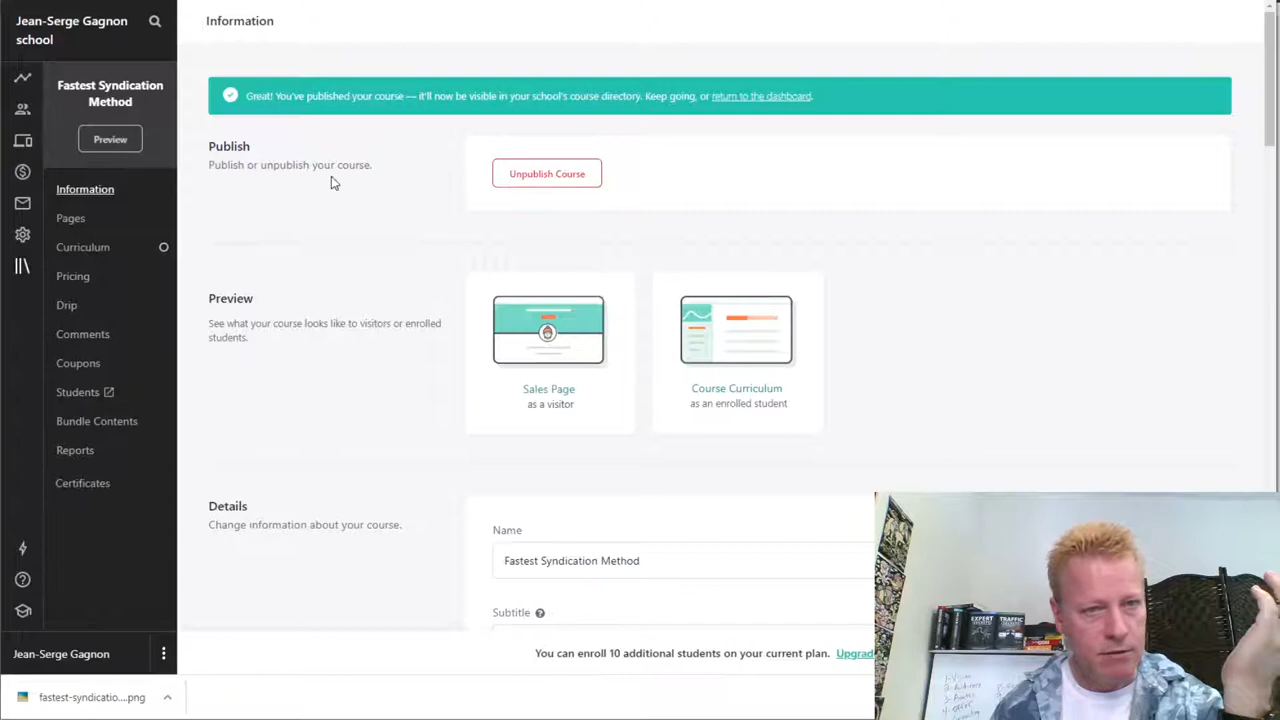 Jean-Serge Gagnon
school
Fastest Syndication
Method
Preview
Information
Pages
Curriculum
Pricing
Drip
Comments
Coupons
Students
Bundle Contents
Reports
Certificates
Jean-Serge Gagnon
Information
Great! You've published your course — it'll now be visible in your school's course directory. Keep going, or return to the dashboard.
Publish
Publish or unpublish your course.
Unpublish Course
Preview
See what your course looks like to visitors or enrolled
students.
Sales Page
as a visitor
Course Curriculum
as an enrolled student
Details
Change information about your course.
Name
Fastest Syndication Method
Subtitle
You can enroll 10 additional students on your current plan. Upgrad
fastest-syndicatio....png
EXPERT
SECRETS
TRAFFIC
SECRETS